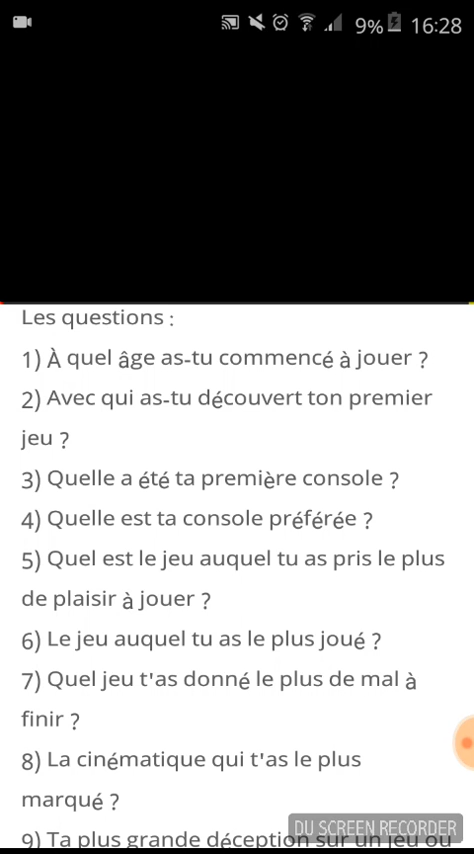 9% 16:28
Les questions :
1) À quel âge as-tu commencé à jouer ?
2) Avec qui as-tu découvert ton premier
jeu ?
3) Quelle a été ta première console ?
4) Quelle est ta console préférée ?
5) Quel est le jeu auquel tu as pris le plus
de plaisir à jouer ?
6) Le jeu auquel tu as le plus joué ?
7) Quel jeu t'as donné le plus de mal à
finir ?
8) La cinématique qui t'as le plus
marqué ?
DU SCREEN RECORDER
9) Ta plus grande déception sur un jeu ou